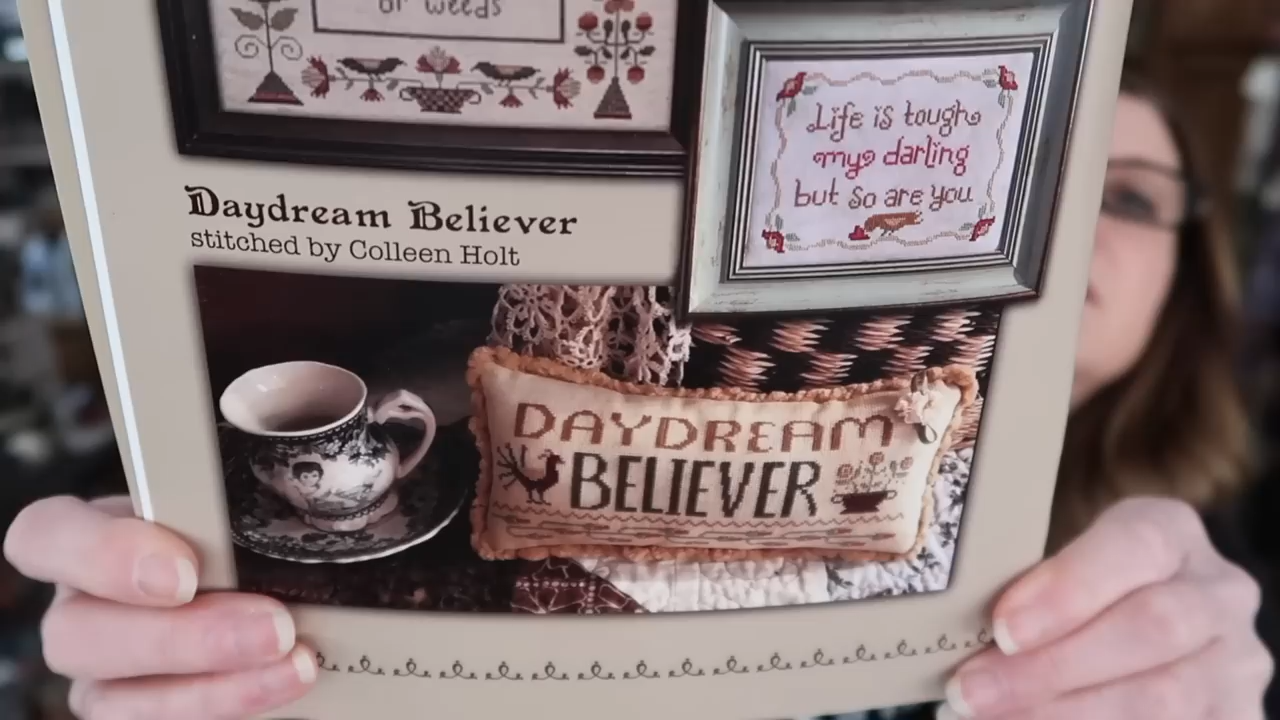 or weeds
Life is tough
my darling
but so are you
Daydream Believer
stitched by Colleen Holt
DAYDREAM
BELIEVER